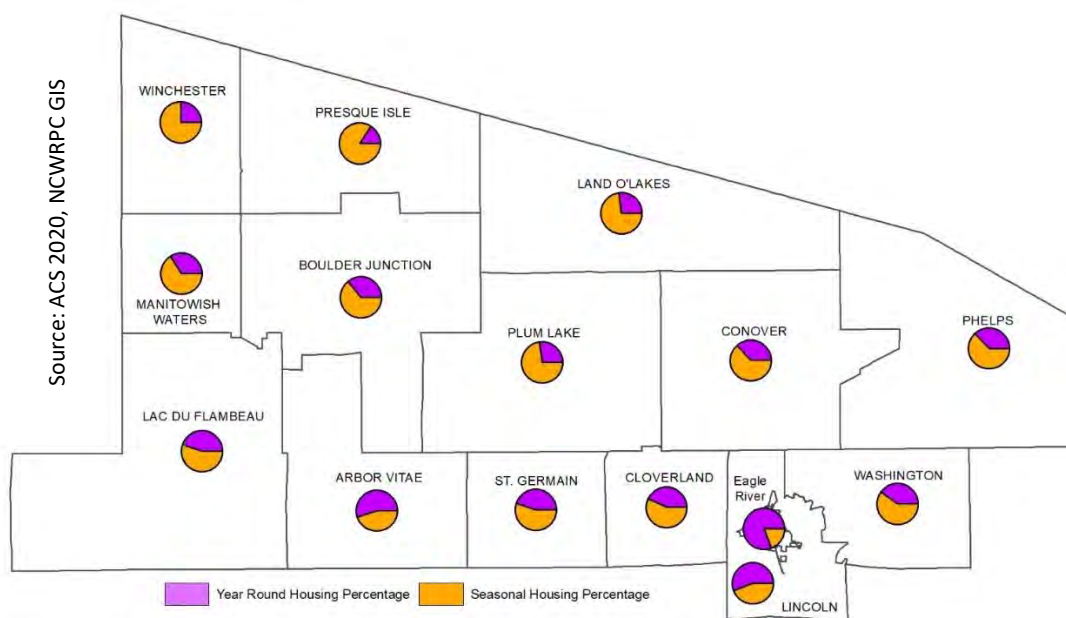 Source: ACS 2020, NCWRPC GIS
WINCHESTER
PRESQUE ISLE
LAND O'LAKES
MANITOWISH
WATERS
BOULDER JUNCTION
PLUM LAKE
CONOVER
PHELPS
LAC DU FLAMBEAU
ARBOR VITAE
ST. GERMAIN
CLOVERLAND
Eagle
River
WASHINGTON
LINCOLN
Year Round Housing Percentage
Seasonal Housing Percentage